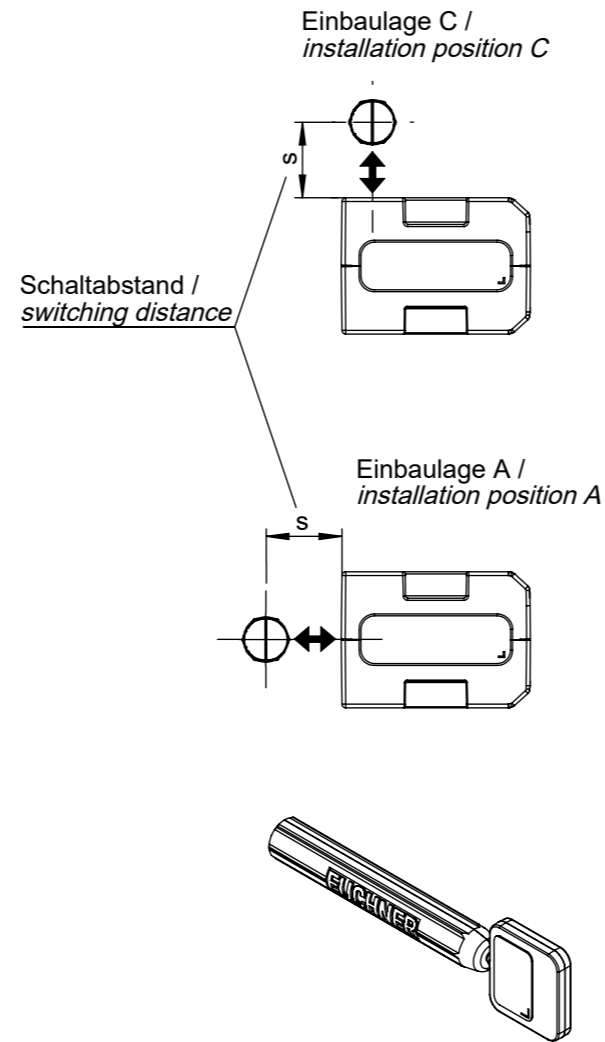 Einbaulage C /
installation position C
s
Schaltabstand /
switching distance
Einbaulage A /
installation position A
s
EUCHNER